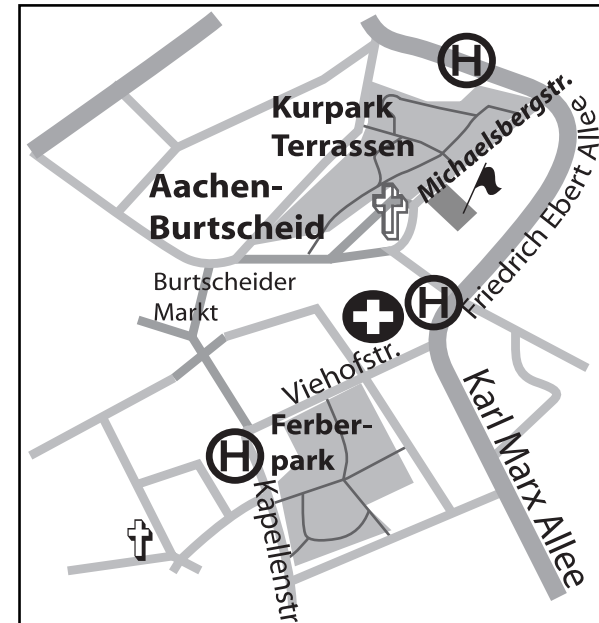 H
Kurpark
Terrassen
Michaelsbergstr.
Friedrich Ebert Allee
Aachen-
Burtscheid
Burtscheider
Markt
H
Viehofstr.
Karl Marx Allee
Ferber-
park
H
Kapellenstr